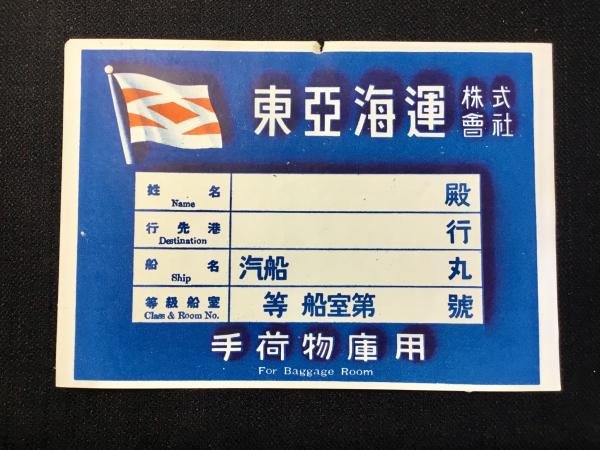 東亞海運 株式會社
姓名 殿
Name
行先港 行
Destination
船名 汽船 丸
Ship
等級船室 等 船室第 號
Class & Room No.
手荷物庫用
For Baggage Room